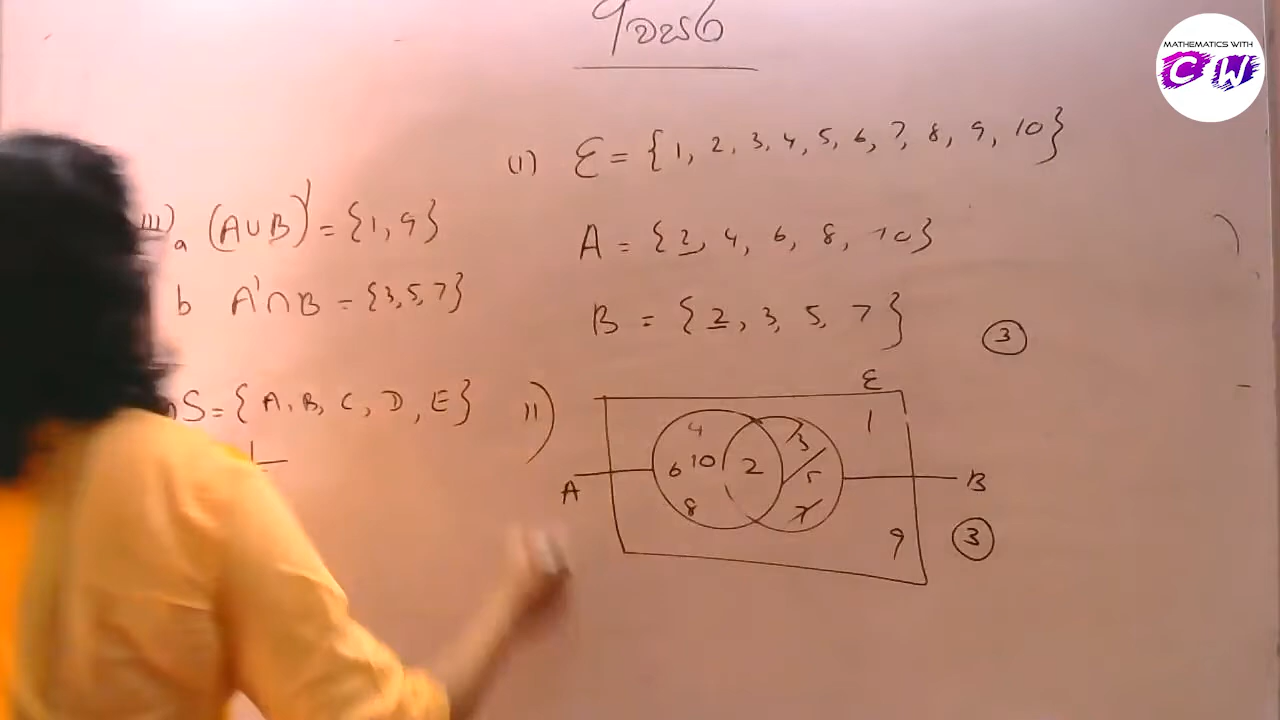 පිළිතුර
MATHEMATICS WITH
C W
(I) ε = {1, 2, 3, 4, 5, 6, 7, 8, 9, 10}
A = {2, 4, 6, 8, 10}
B = {2, 3, 5, 7}
3
III) a (A∪B)' = {1, 9}
b A'∩B = {3, 5, 7}
S = {A, B, C, D, E}
II)
ε
A
B
4
6 10
8
2
3
5
7
1
9
3